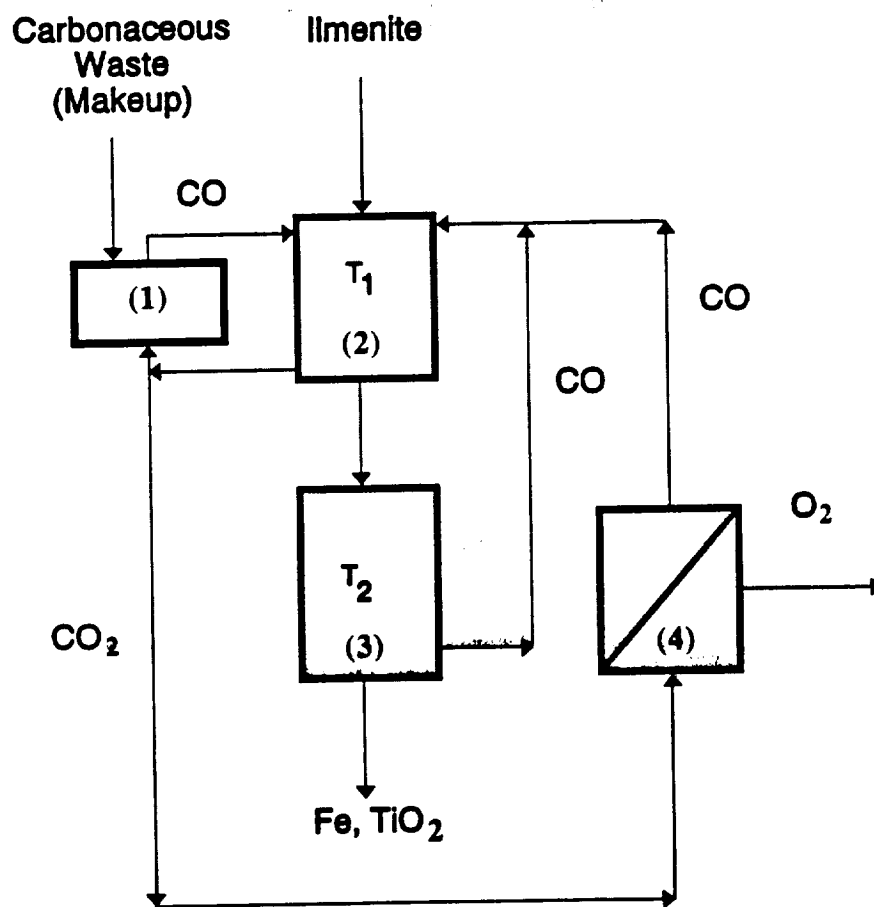 Carbonaceous
Waste
(Makeup)
Ilmenite
CO
(1)
T₁
(2)
CO
CO
T₂
(3)
CO₂
O₂
(4)
Fe, TiO₂